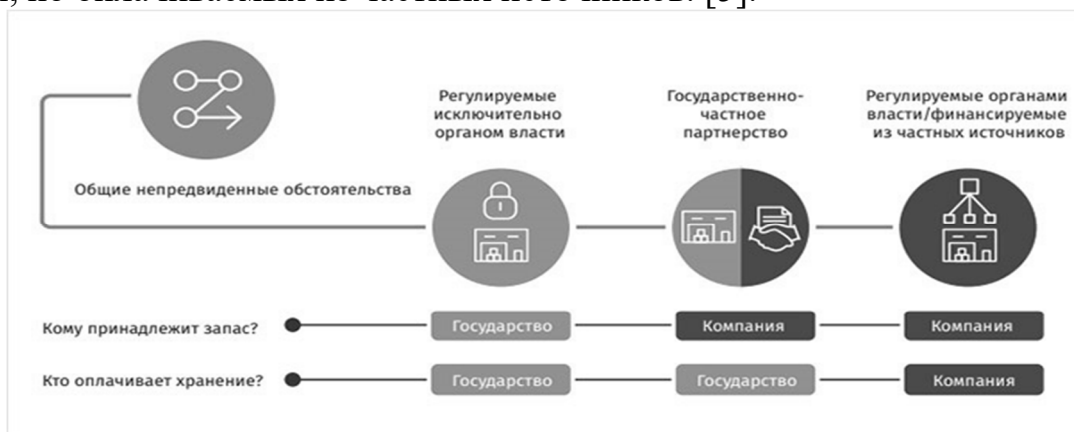 Регулируемые
исключительно
органом власти
Государственно-
частное
партнерство
Регулируемые органами
власти/финансируемые
из частных источников
Общие непредвиденные обстоятельства
Кому принадлежит запас?
Государство
Компания
Компания
Кто оплачивает хранение?
Государство
Государство
Компания